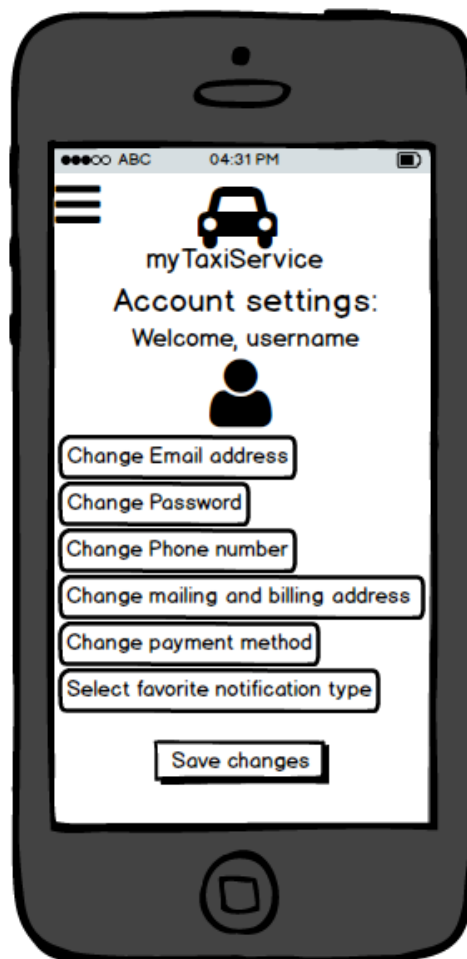 ABC 04:31 PM
myTaxiService
Account settings:
Welcome, username
Change Email address
Change Password
Change Phone number
Change mailing and billing address
Change payment method
Select favorite notification type
Save changes